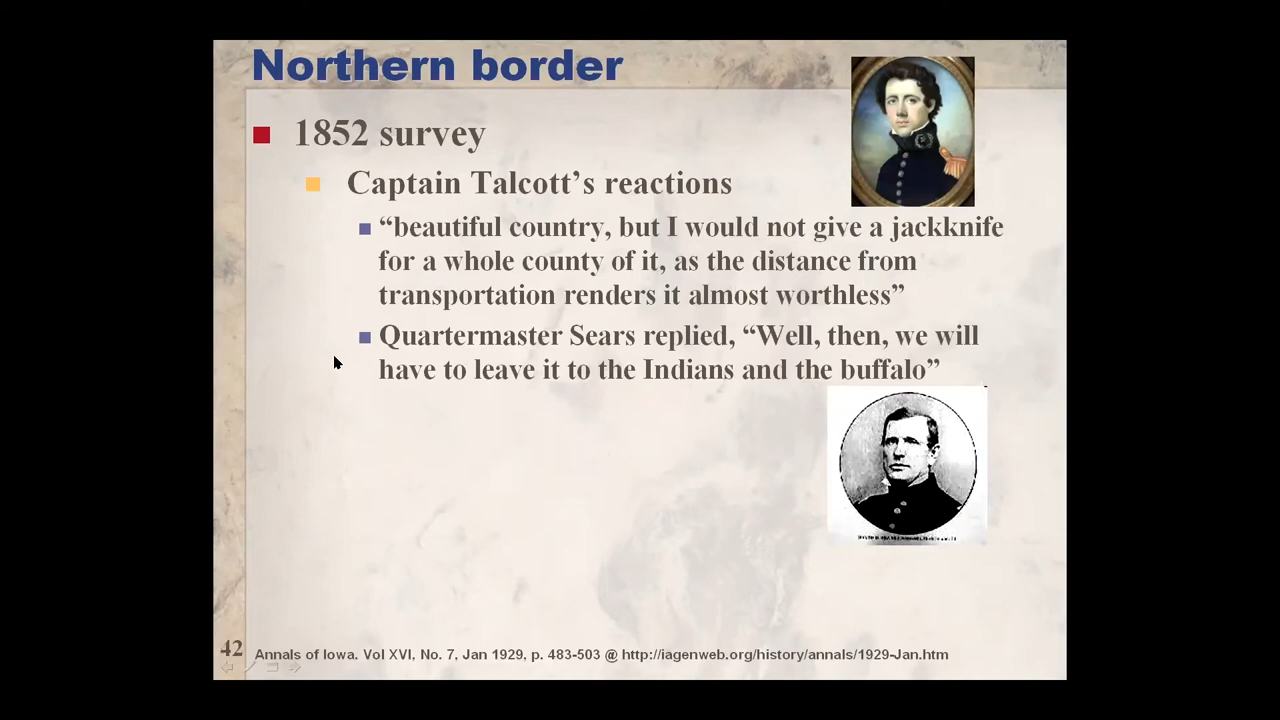 Northern border
1852 survey
Captain Talcott’s reactions
“beautiful country, but I would not give a jackknife
for a whole county of it, as the distance from
transportation renders it almost worthless”
Quartermaster Sears replied, “Well, then, we will
have to leave it to the Indians and the buffalo”
42
Annals of Iowa. Vol XVI, No. 7, Jan 1929, p. 483-503 @ http://iagenweb.org/history/annals/1929-Jan.htm